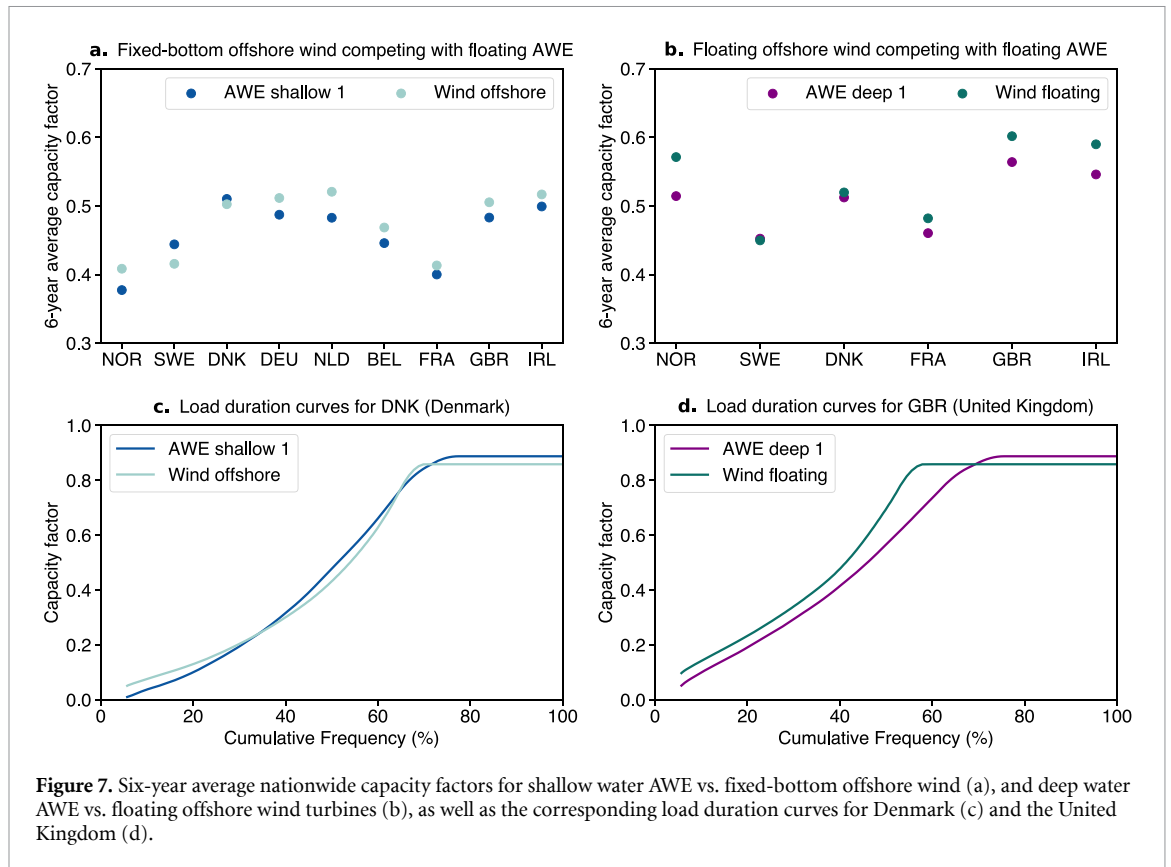 a. Fixed-bottom offshore wind competing with floating AWE
0.7
0.6
0.5
0.4
0.3
6-year average capacity factor
AWE shallow 1
Wind offshore
NOR SWE DNK DEU NLD BEL FRA GBR IRL
b. Floating offshore wind competing with floating AWE
0.7
0.6
0.5
0.4
0.3
6-year average capacity factor
AWE deep 1
Wind floating
NOR SWE DNK FRA GBR IRL
c. Load duration curves for DNK (Denmark)
1.0
0.8
0.6
0.4
0.2
0.0
Capacity factor
AWE shallow 1
Wind offshore
0 20 40 60 80 100
Cumulative Frequency (%)
d. Load duration curves for GBR (United Kingdom)
1.0
0.8
0.6
0.4
0.2
0.0
Capacity factor
AWE deep 1
Wind floating
0 20 40 60 80 100
Cumulative Frequency (%)
Figure 7. Six-year average nationwide capacity factors for shallow water AWE vs. fixed-bottom offshore wind (a), and deep water
AWE vs. floating offshore wind turbines (b), as well as the corresponding load duration curves for Denmark (c) and the United
Kingdom (d).